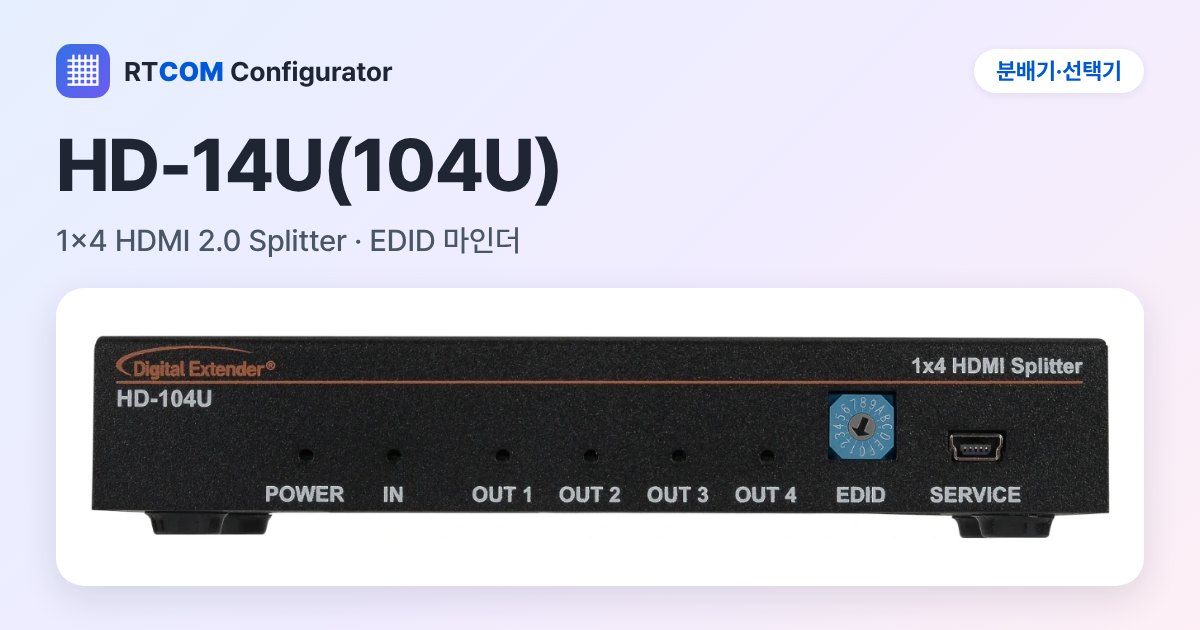 RTCOM Configurator
분배기·선택기
HD-14U(104U)
1×4 HDMI 2.0 Splitter · EDID 마인더
Digital Extender®
1x4 HDMI Splitter
HD-104U
POWER IN OUT 1 OUT 2 OUT 3 OUT 4 EDID SERVICE